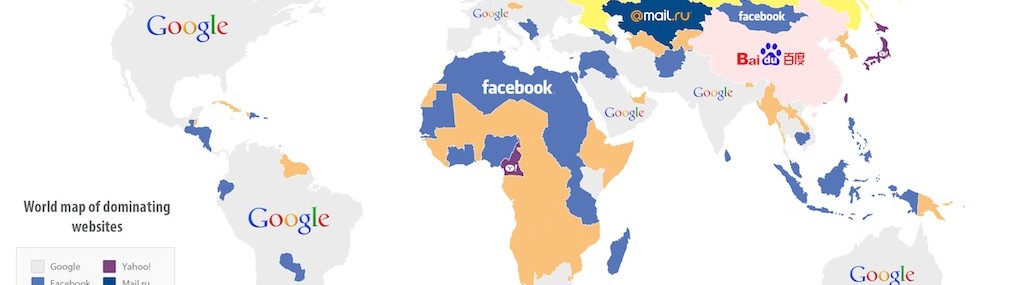 Google
Google
@mail.ru
facebook
Bai du 百度
facebook
Google
Google
Y!
World map of dominating
websites
Google
Google
Google Yahoo!
Facebook Mail.ru